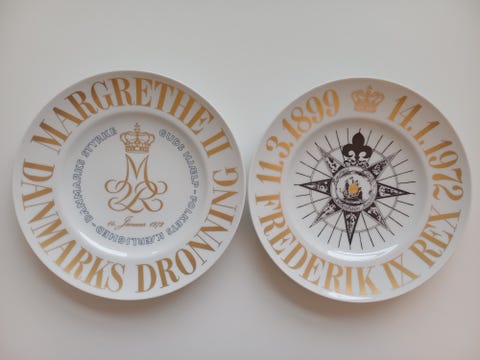 MARGRETHE II
DANMARKS DRONNING
GUDS HJÆLP - FOLKETS KÆRLIGHED - DANMARKS STYRKE
14. Januar 1972
11.3.1899
14.1.1972
FREDERIK IX REX